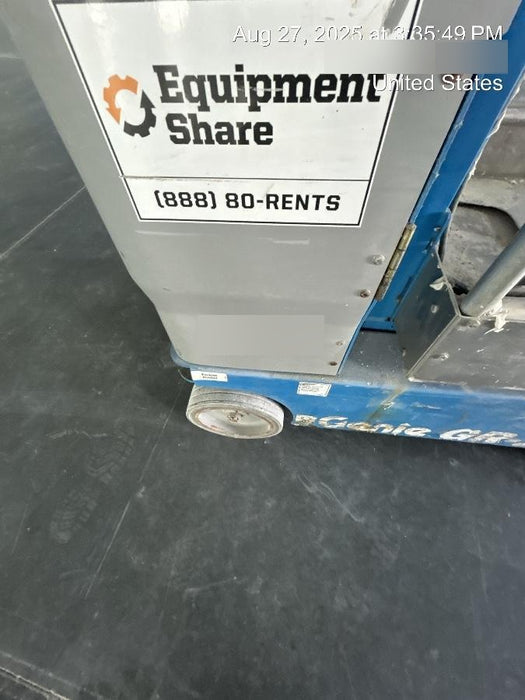 Aug 27, 2025 at 3:35:49 PM
United States
Equipment
Share
(888) 80-RENTS
Genie GR